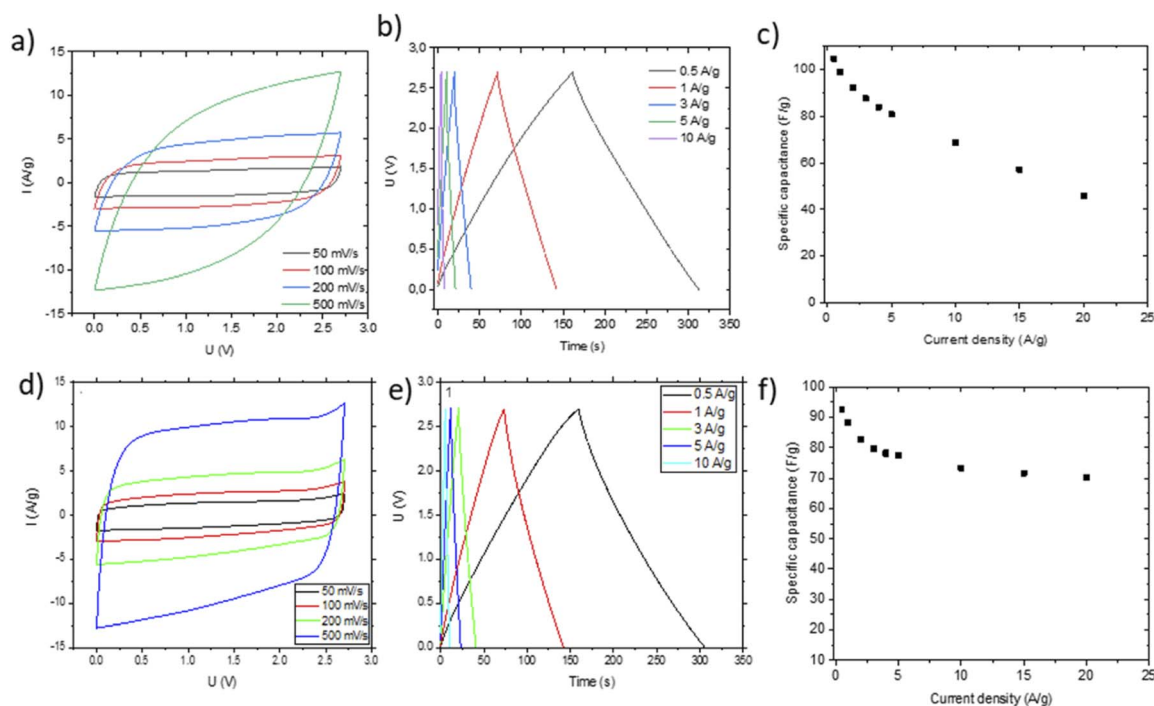 a)
I (A/g)
15
10
5
0
-5
-10
-15
50 mV/s
100 mV/s
200 mV/s
500 mV/s
0.0 0.5 1.0 1.5 2.0 2.5 3.0
U (V)
b)
U (V)
3,0
2,5
2,0
1,5
1,0
0,5
0,0
0.5 A/g
1 A/g
3 A/g
5 A/g
10 A/g
0 50 100 150 200 250 300 350
Time (s)
c)
Specific capacitance (F/g)
100
80
60
40
20
0
0 5 10 15 20 25
Current density (A/g)
d)
I (A/g)
15
10
5
0
-5
-10
-15
50 mV/s
100 mV/s
200 mV/s
500 mV/s
0.0 0.5 1.0 1.5 2.0 2.5 3.0
U (V)
e)
U (V)
3.0
2.5
2.0
1.5
1.0
0.5
0.0
1
0.5 A/g
1 A/g
3 A/g
5 A/g
10 A/g
0 50 100 150 200 250 300 350
Time (s)
f)
Specific capacitance (F/g)
100
90
80
70
60
50
40
30
20
10
0 5 10 15 20 25
Current density (A/g)